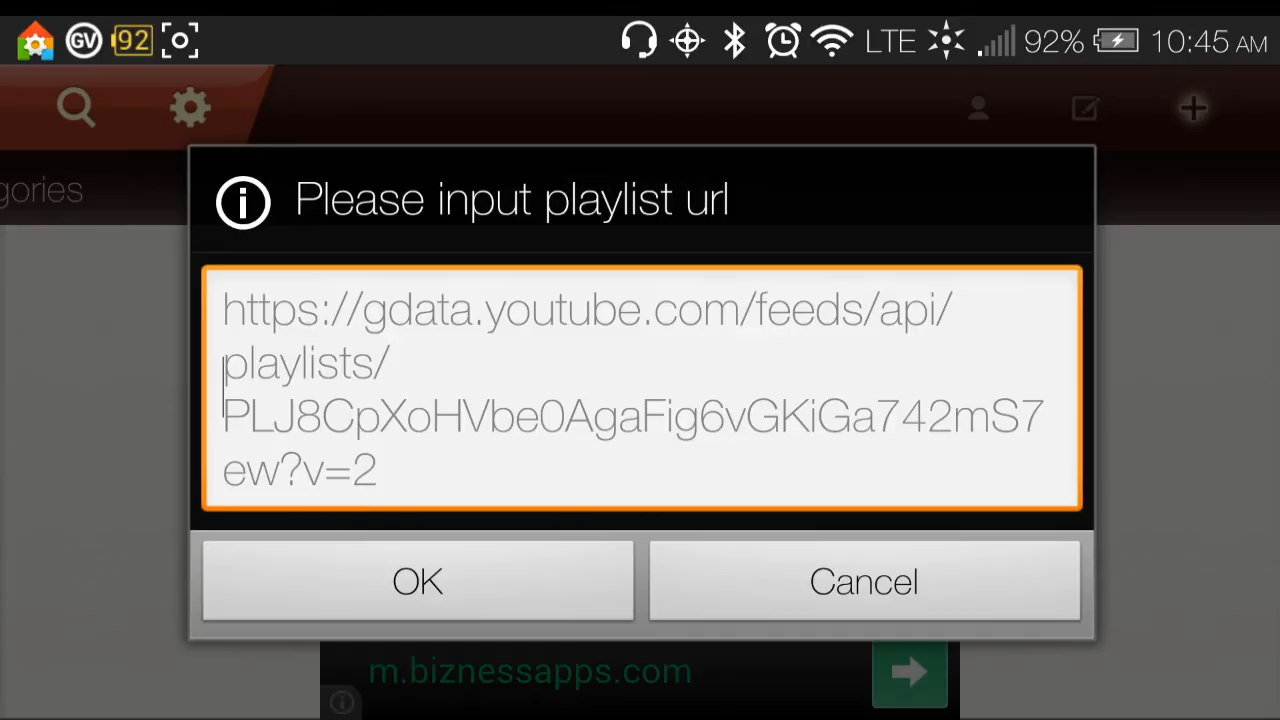 GV 92 LTE 92% 10:45 AM
gories
Please input playlist url
https://gdata.youtube.com/feeds/api/
playlists/
PLJ8CpXoHVbe0AgaFig6vGKiGa742mS7
ew?v=2
OK Cancel
m.biznessapps.com